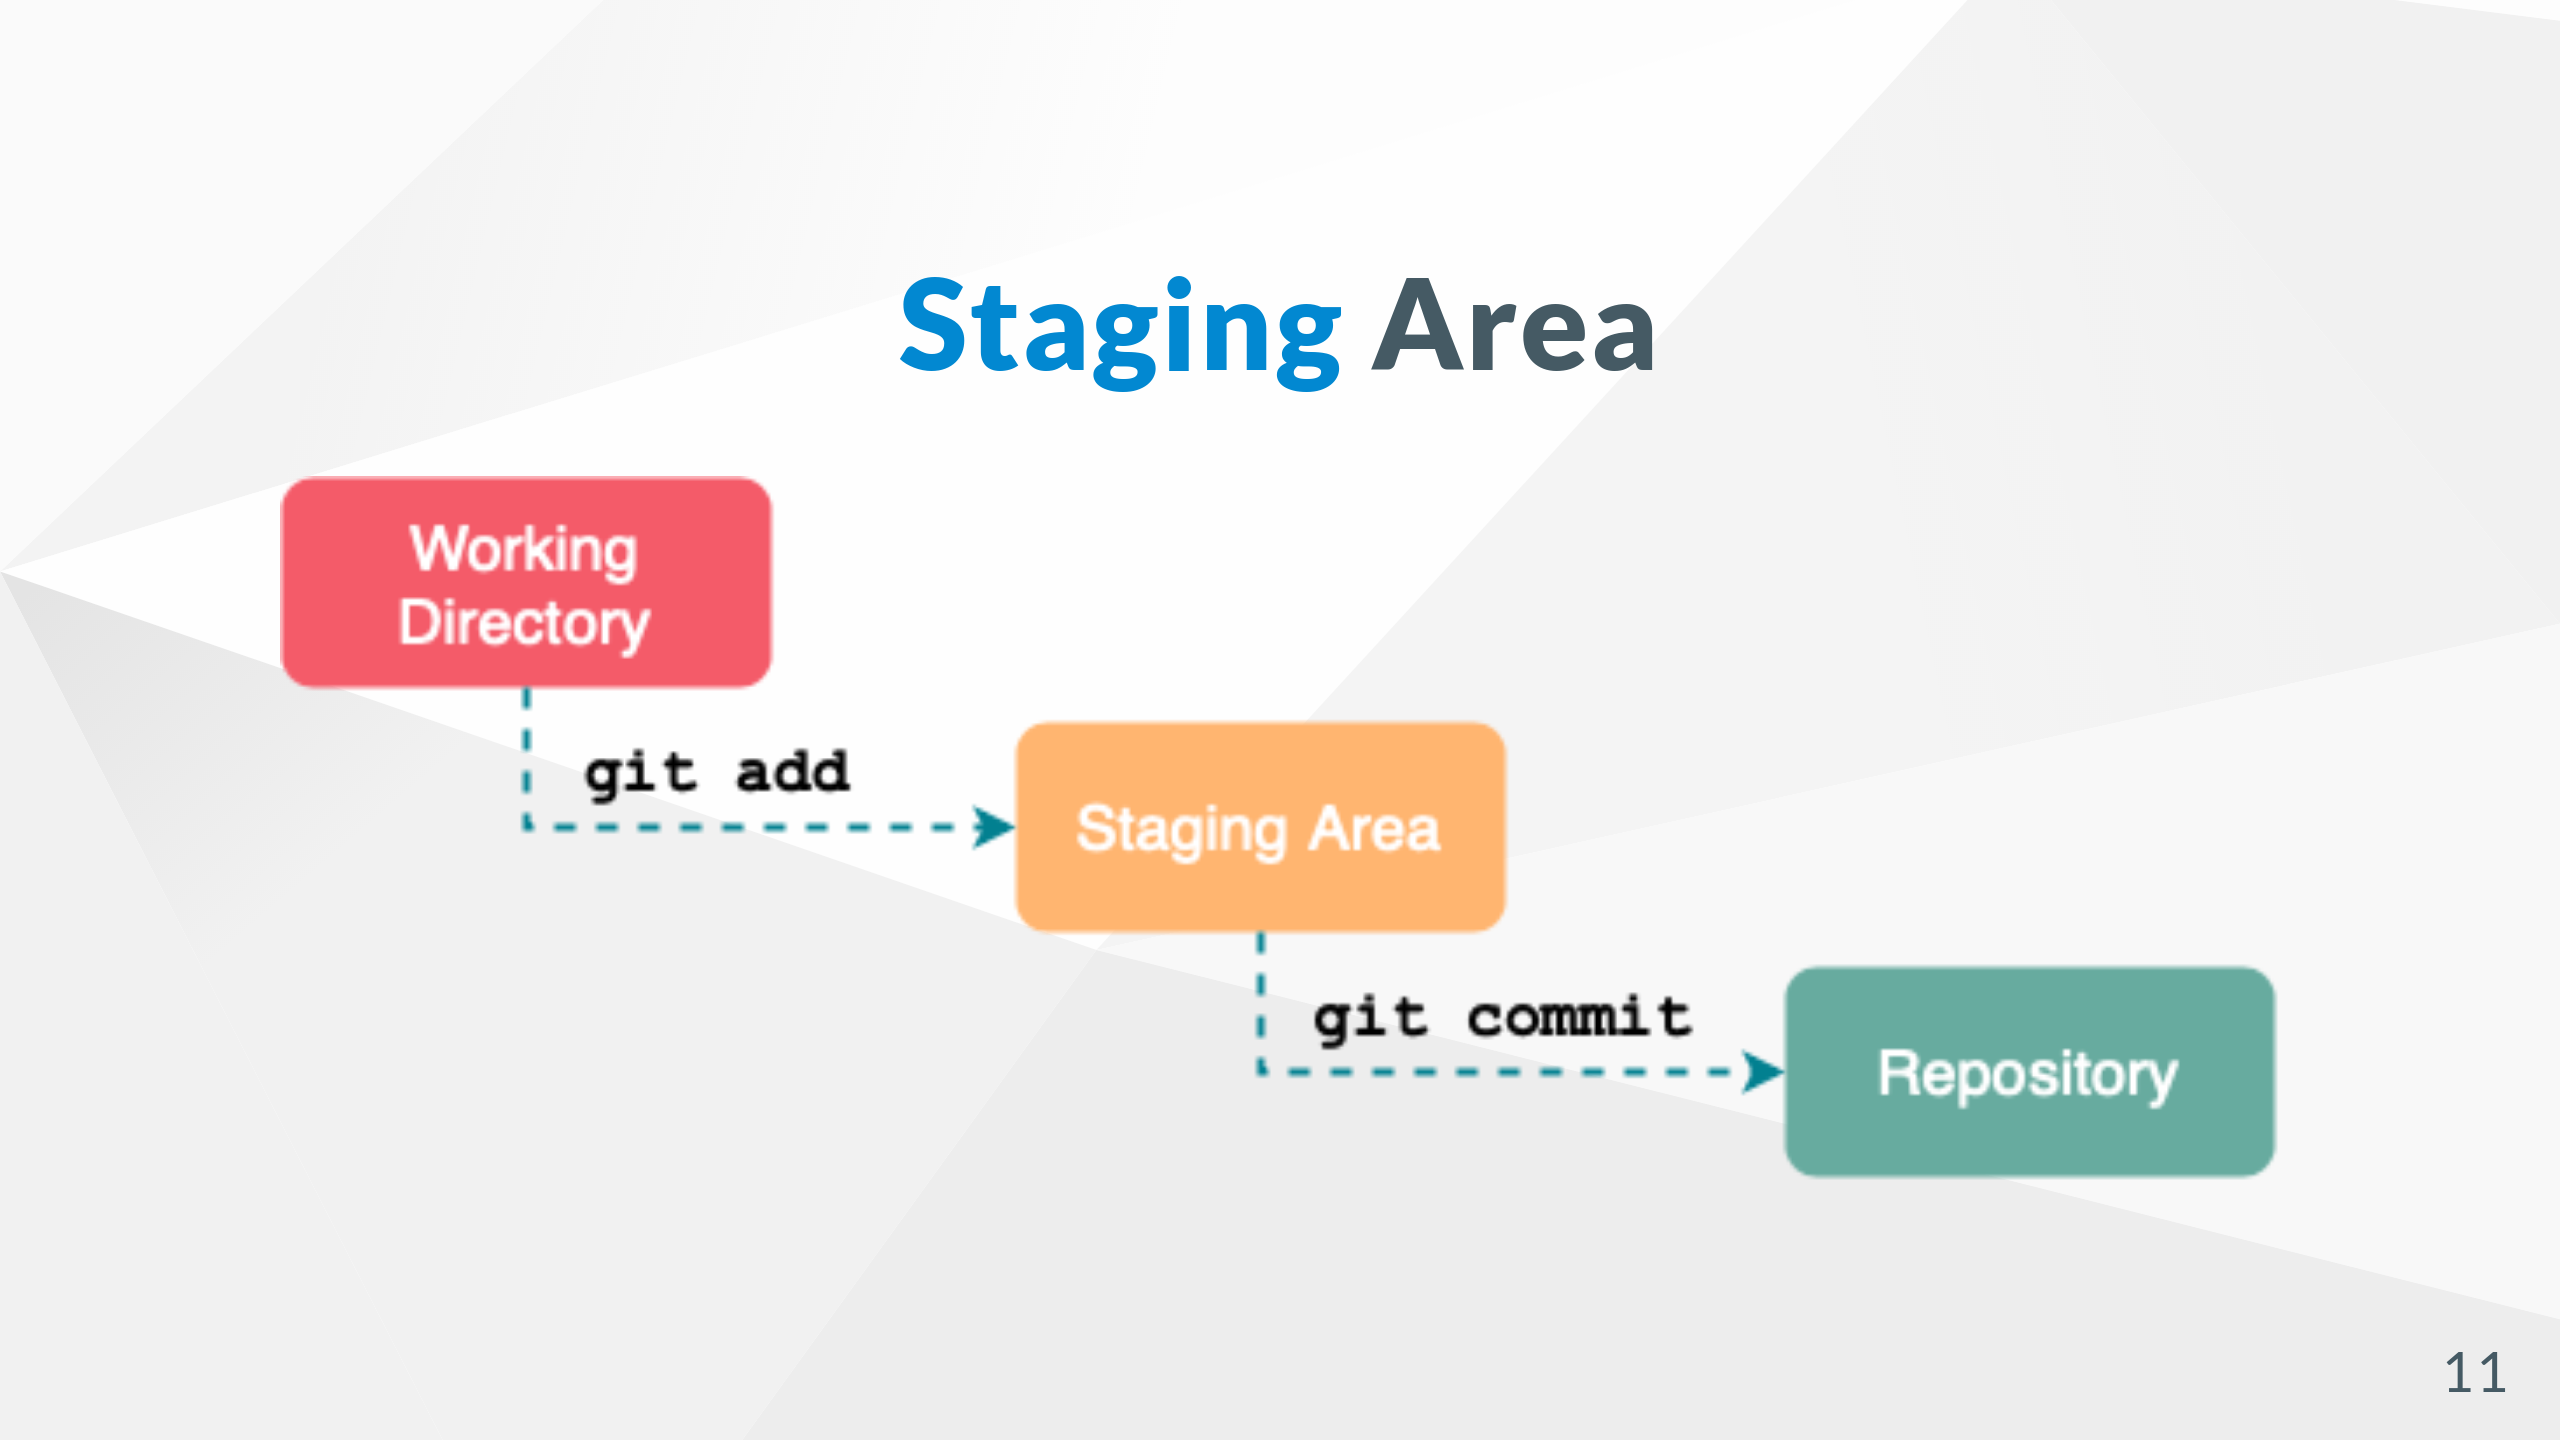 Staging Area
Working
Directory
git add
Staging Area
git commit
Repository
11